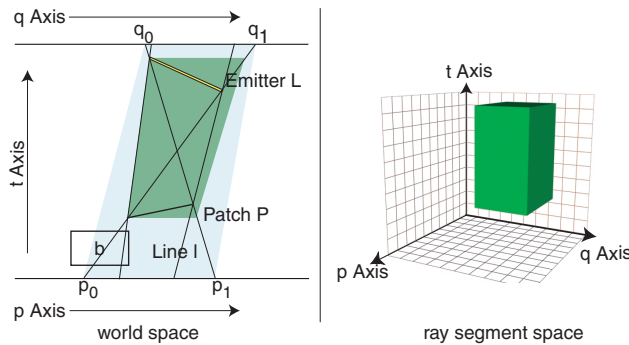 q Axis
q0 q1
Emitter L
t Axis
Patch P
b
Line l
p0 p1
p Axis
world space
t Axis
p Axis
q Axis
ray segment space